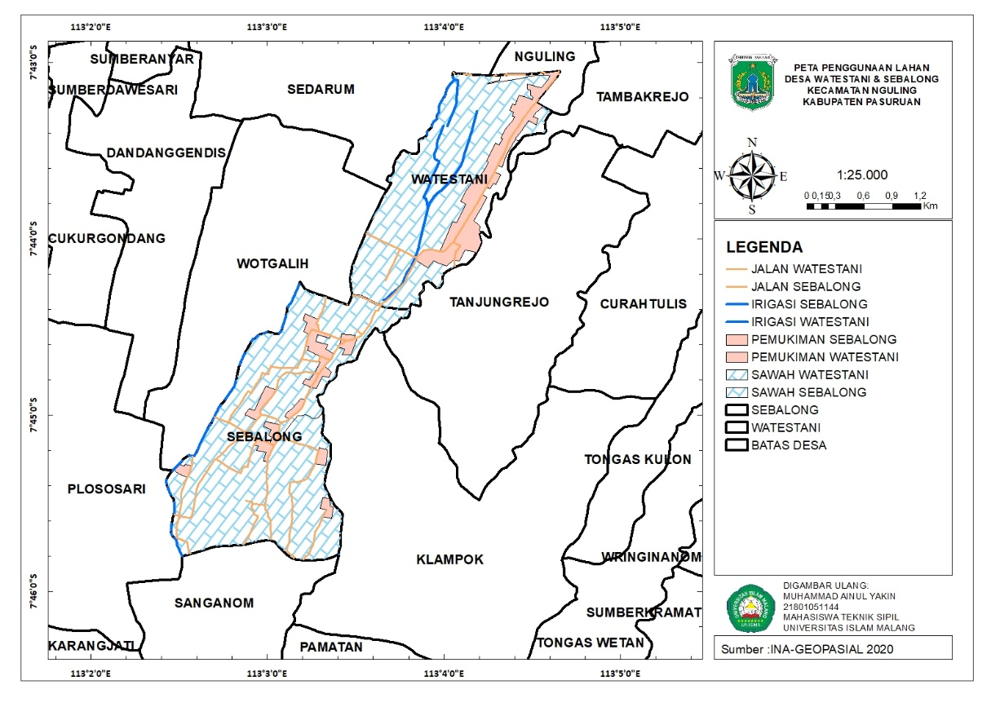 113°2'0"E
113°3'0"E
113°4'0"E
113°5'0"E
7°43'0"S
7°44'0"S
7°45'0"S
7°46'0"S
SUMBERANYAR
NGULING
SUMBERDAWESARI
SEDARUM
TAMBAKREJO
DANDANGGENDIS
WATESTANI
CUKURGONDANG
WOTGALIH
TANJUNGREJO
CURAHTULIS
SEBALONG
TONGAS KULON
PLOSOSARI
KLAMPOK
WRINGINANOM
SANGANOM
SUMBERKRAMAT
KARANGJATI
PAMATAN
TONGAS WETAN
113°2'0"E
113°3'0"E
113°4'0"E
113°5'0"E
PETA PENGGUNAAN LAHAN
DESA WATESTANI & SEBALONG
KECAMATAN NGULING
KABUPATEN PASURUAN
N
W
E
S
1:25.000
0 0,150,3 0,6 0,9 1,2
Km
LEGENDA
JALAN WATESTANI
JALAN SEBALONG
IRIGASI SEBALONG
IRIGASI WATESTANI
PEMUKIMAN SEBALONG
PEMUKIMAN WATESTANI
SAWAH WATESTANI
SAWAH SEBALONG
SEBALONG
WATESTANI
BATAS DESA
UNIVERSITAS ISLAM MALANG
UNISMA
DIGAMBAR ULANG:
MUHAMMAD AINUL YAKIN
21801051144
MAHASISWA TEKNIK SIPIL
UNIVERSITAS ISLAM MALANG
Sumber :INA-GEOPASIAL 2020